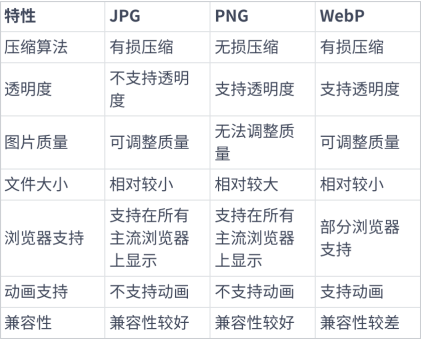 特性 JPG PNG WebP
压缩算法 有损压缩 无损压缩 有损压缩
透明度 不支持透明度 支持透明度 支持透明度
图片质量 可调整质量 无法调整质量 可调整质量
文件大小 相对较小 相对较大 相对较小
浏览器支持 支持在所有主流浏览器上显示 支持在所有主流浏览器上显示 部分浏览器支持
动画支持 不支持动画 不支持动画 支持动画
兼容性 兼容性较好 兼容性较好 兼容性较差